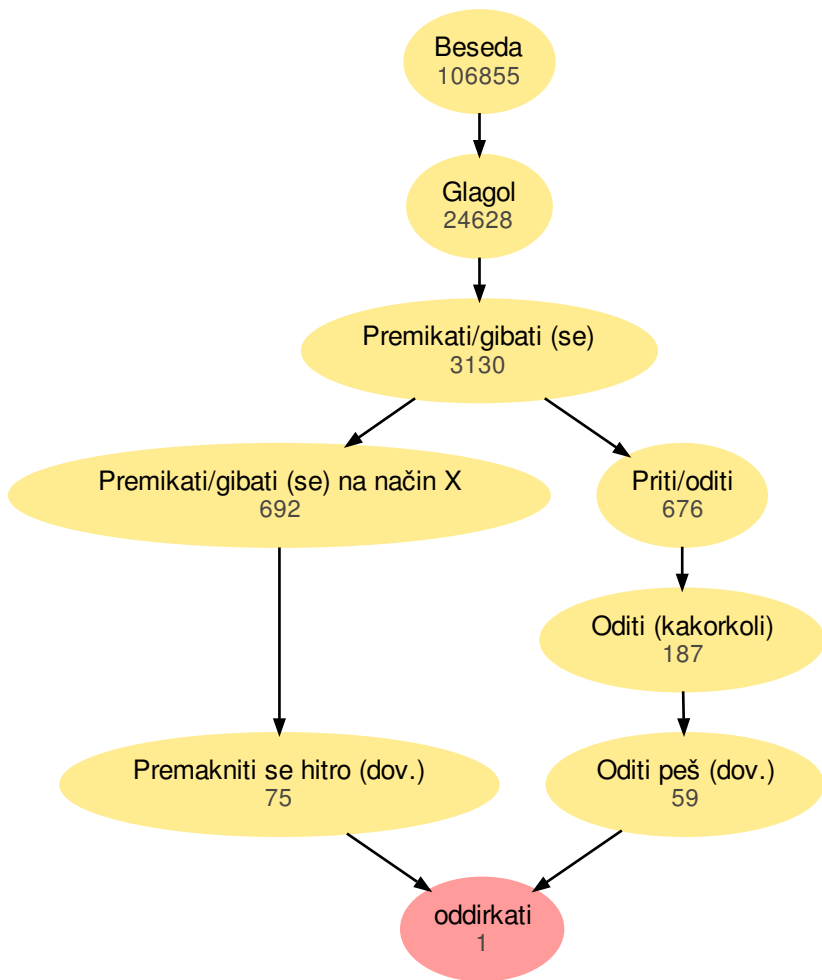 Beseda
106855
Glagol
24628
Premikati/gibati (se)
3130
Premikati/gibati (se) na način X
692
Priti/oditi
676
Oditi (kakorkoli)
187
Premakniti se hitro (dov.)
75
Oditi peš (dov.)
59
oddirkati
1